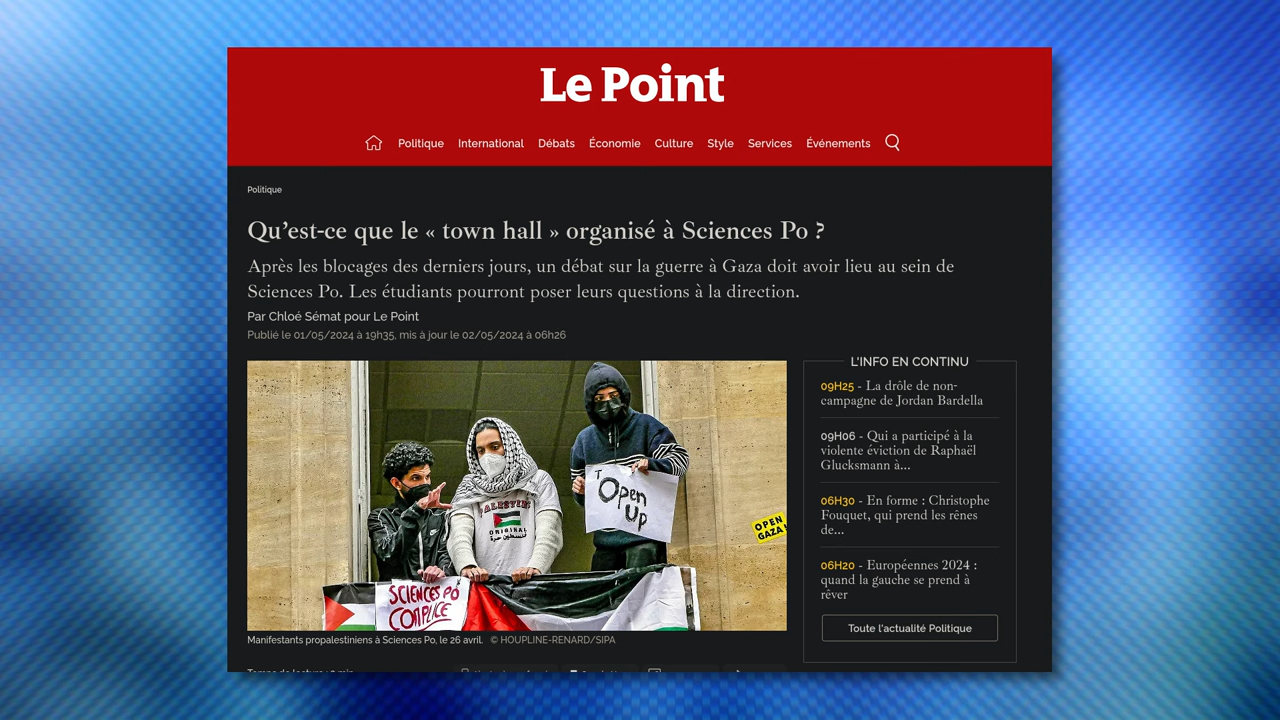 Le Point
Politique International Débats Économie Culture Style Services Événements
Politique
Qu’est-ce que le « town hall » organisé à Sciences Po ?
Après les blocages des derniers jours, un débat sur la guerre à Gaza doit avoir lieu au sein de
Sciences Po. Les étudiants pourront poser leurs questions à la direction.
Par Chloé Sémat pour Le Point
Publié le 01/05/2024 à 19h35, mis à jour le 02/05/2024 à 06h26
PALESTINE
ORIGINAL
فلسطين حرة
Open
Up
OPEN
GAZA
SCIENCES PO
COMPLICE
Manifestants propalestiniens à Sciences Po, le 26 avril. © HOUPLINE-RENARD/SIPA
L'INFO EN CONTINU
09H25 - La drôle de non-
campagne de Jordan Bardella
09H06 - Qui a participé à la
violente éviction de Raphaël
Glucksmann à...
06H30 - En forme : Christophe
Fouquet, qui prend les rênes
de...
06H20 - Européennes 2024 :
quand la gauche se prend à
rêver
Toute l'actualité Politique